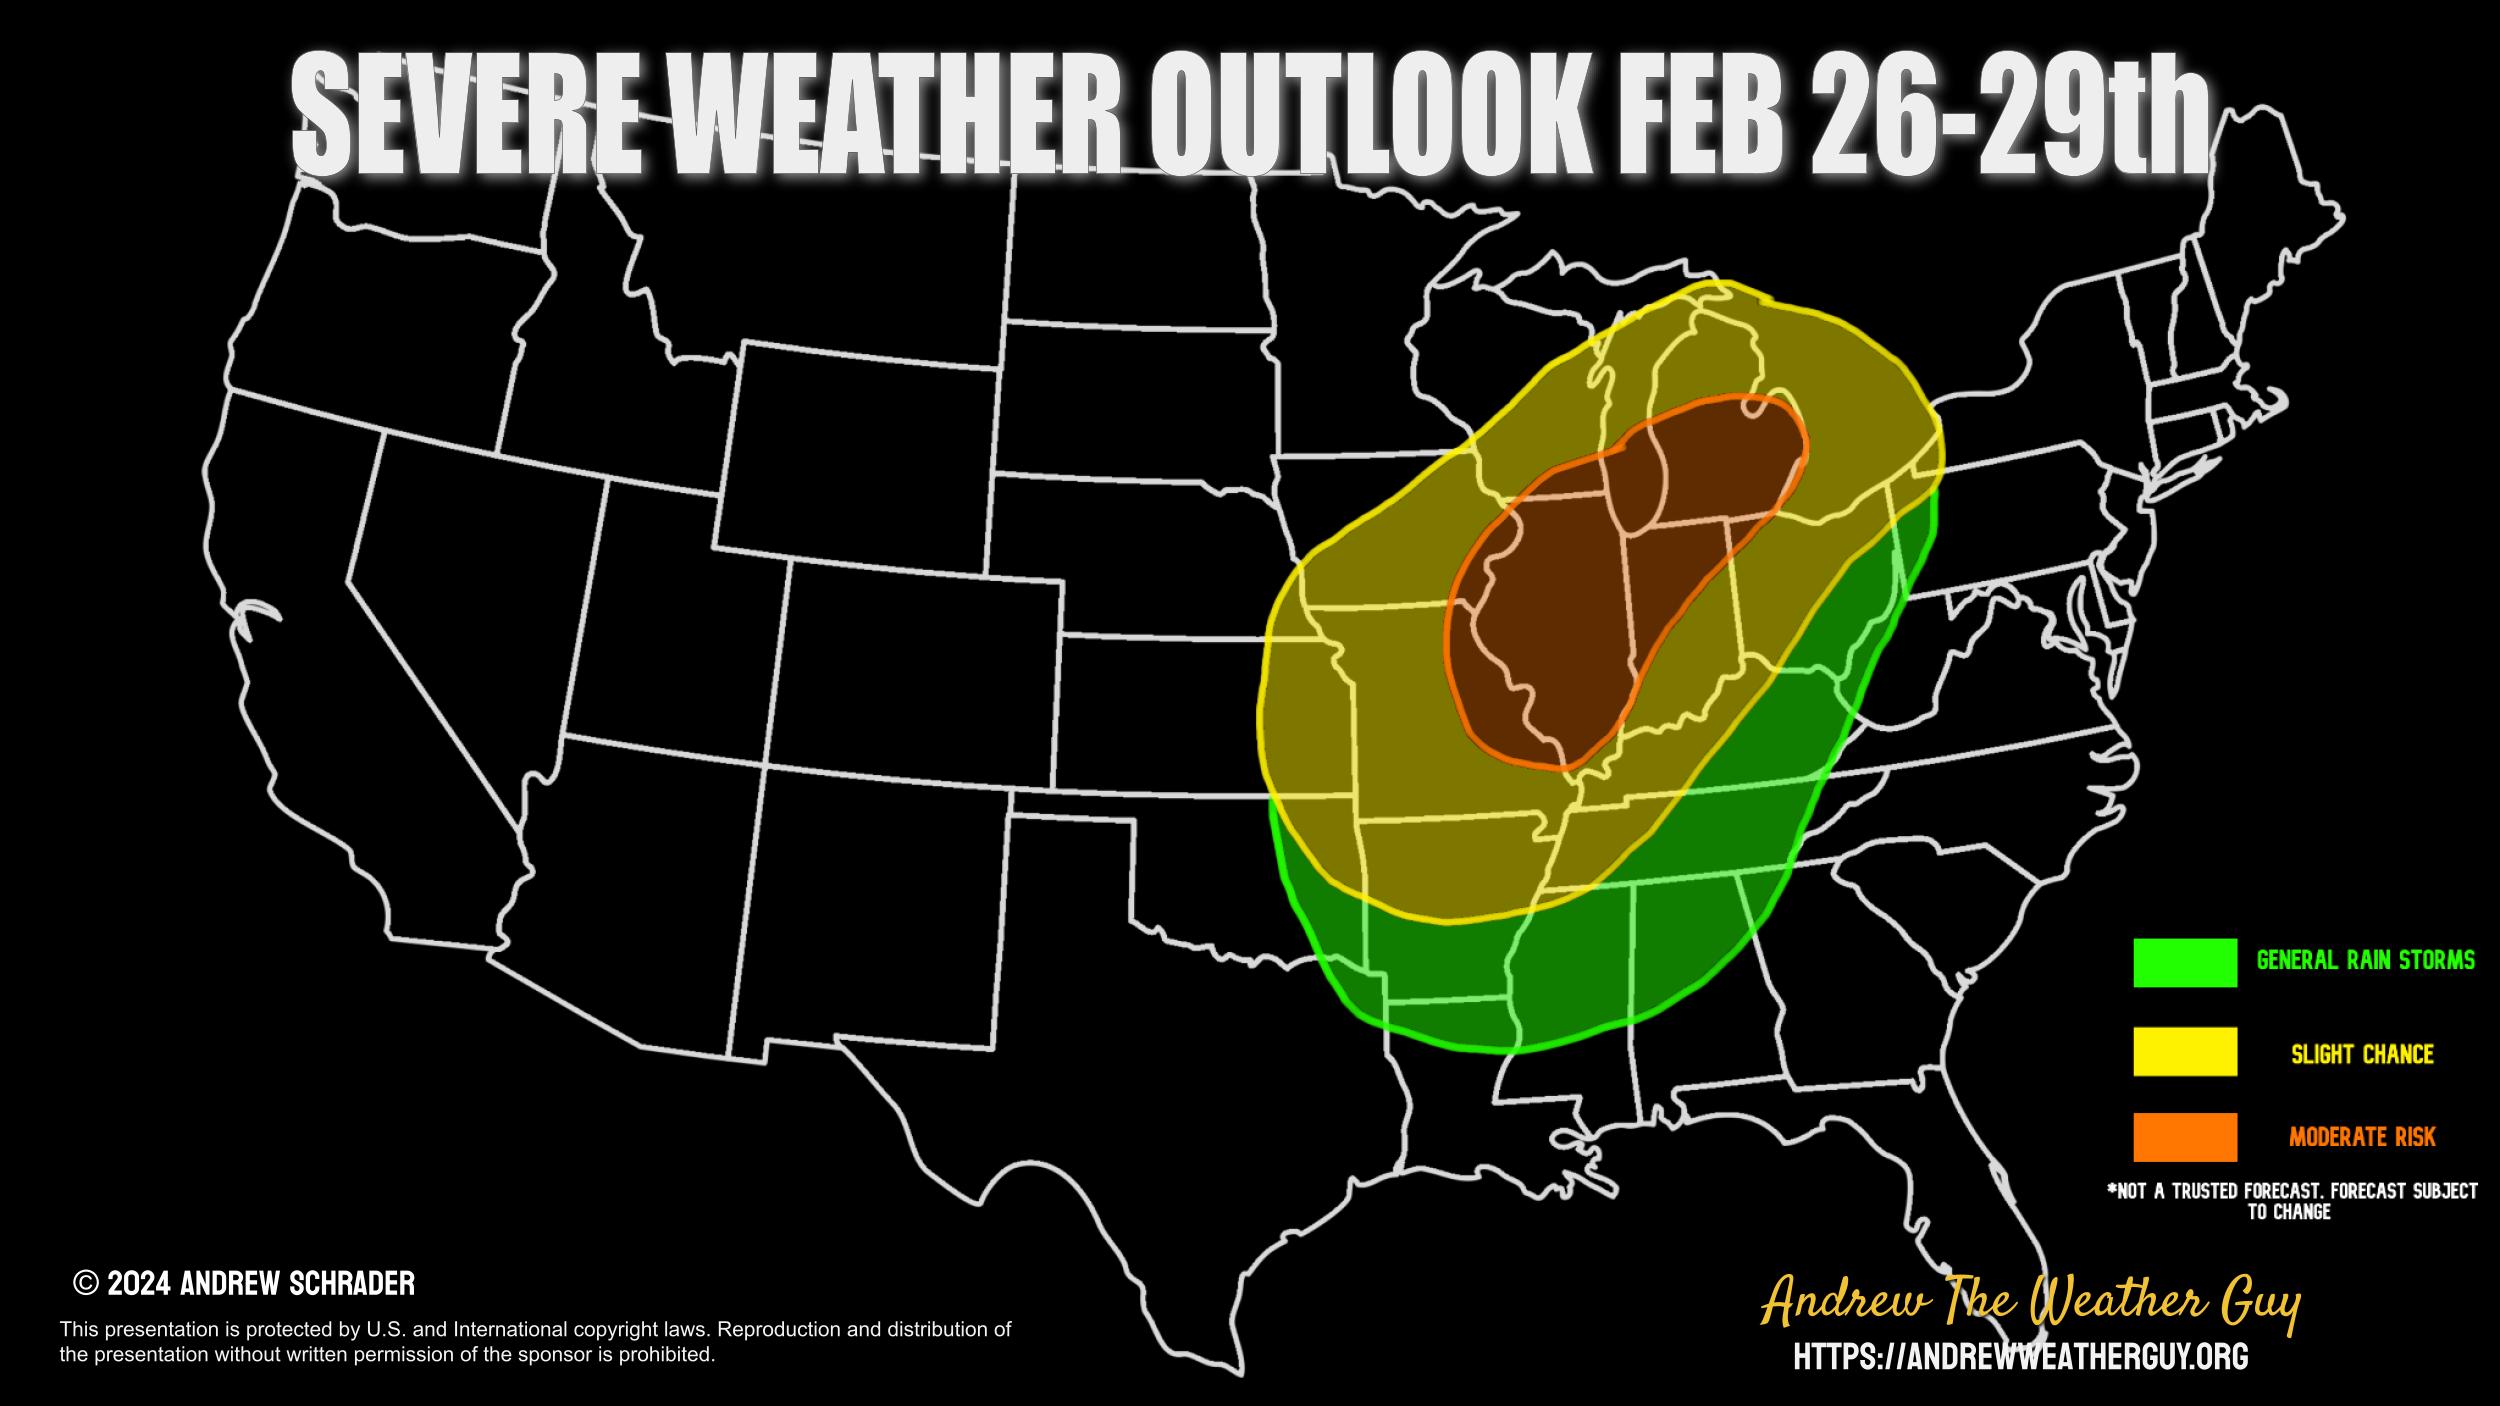 SEVERE WEATHER OUTLOOK FEB 26-29th
GENERAL RAIN STORMS
SLIGHT CHANCE
MODERATE RISK
*NOT A TRUSTED FORECAST. FORECAST SUBJECT
TO CHANGE
© 2024 ANDREW SCHRADER
This presentation is protected by U.S. and International copyright laws. Reproduction and distribution of
the presentation without written permission of the sponsor is prohibited.
Andrew The Weather Guy
HTTPS://ANDREWWEATHERGUY.ORG